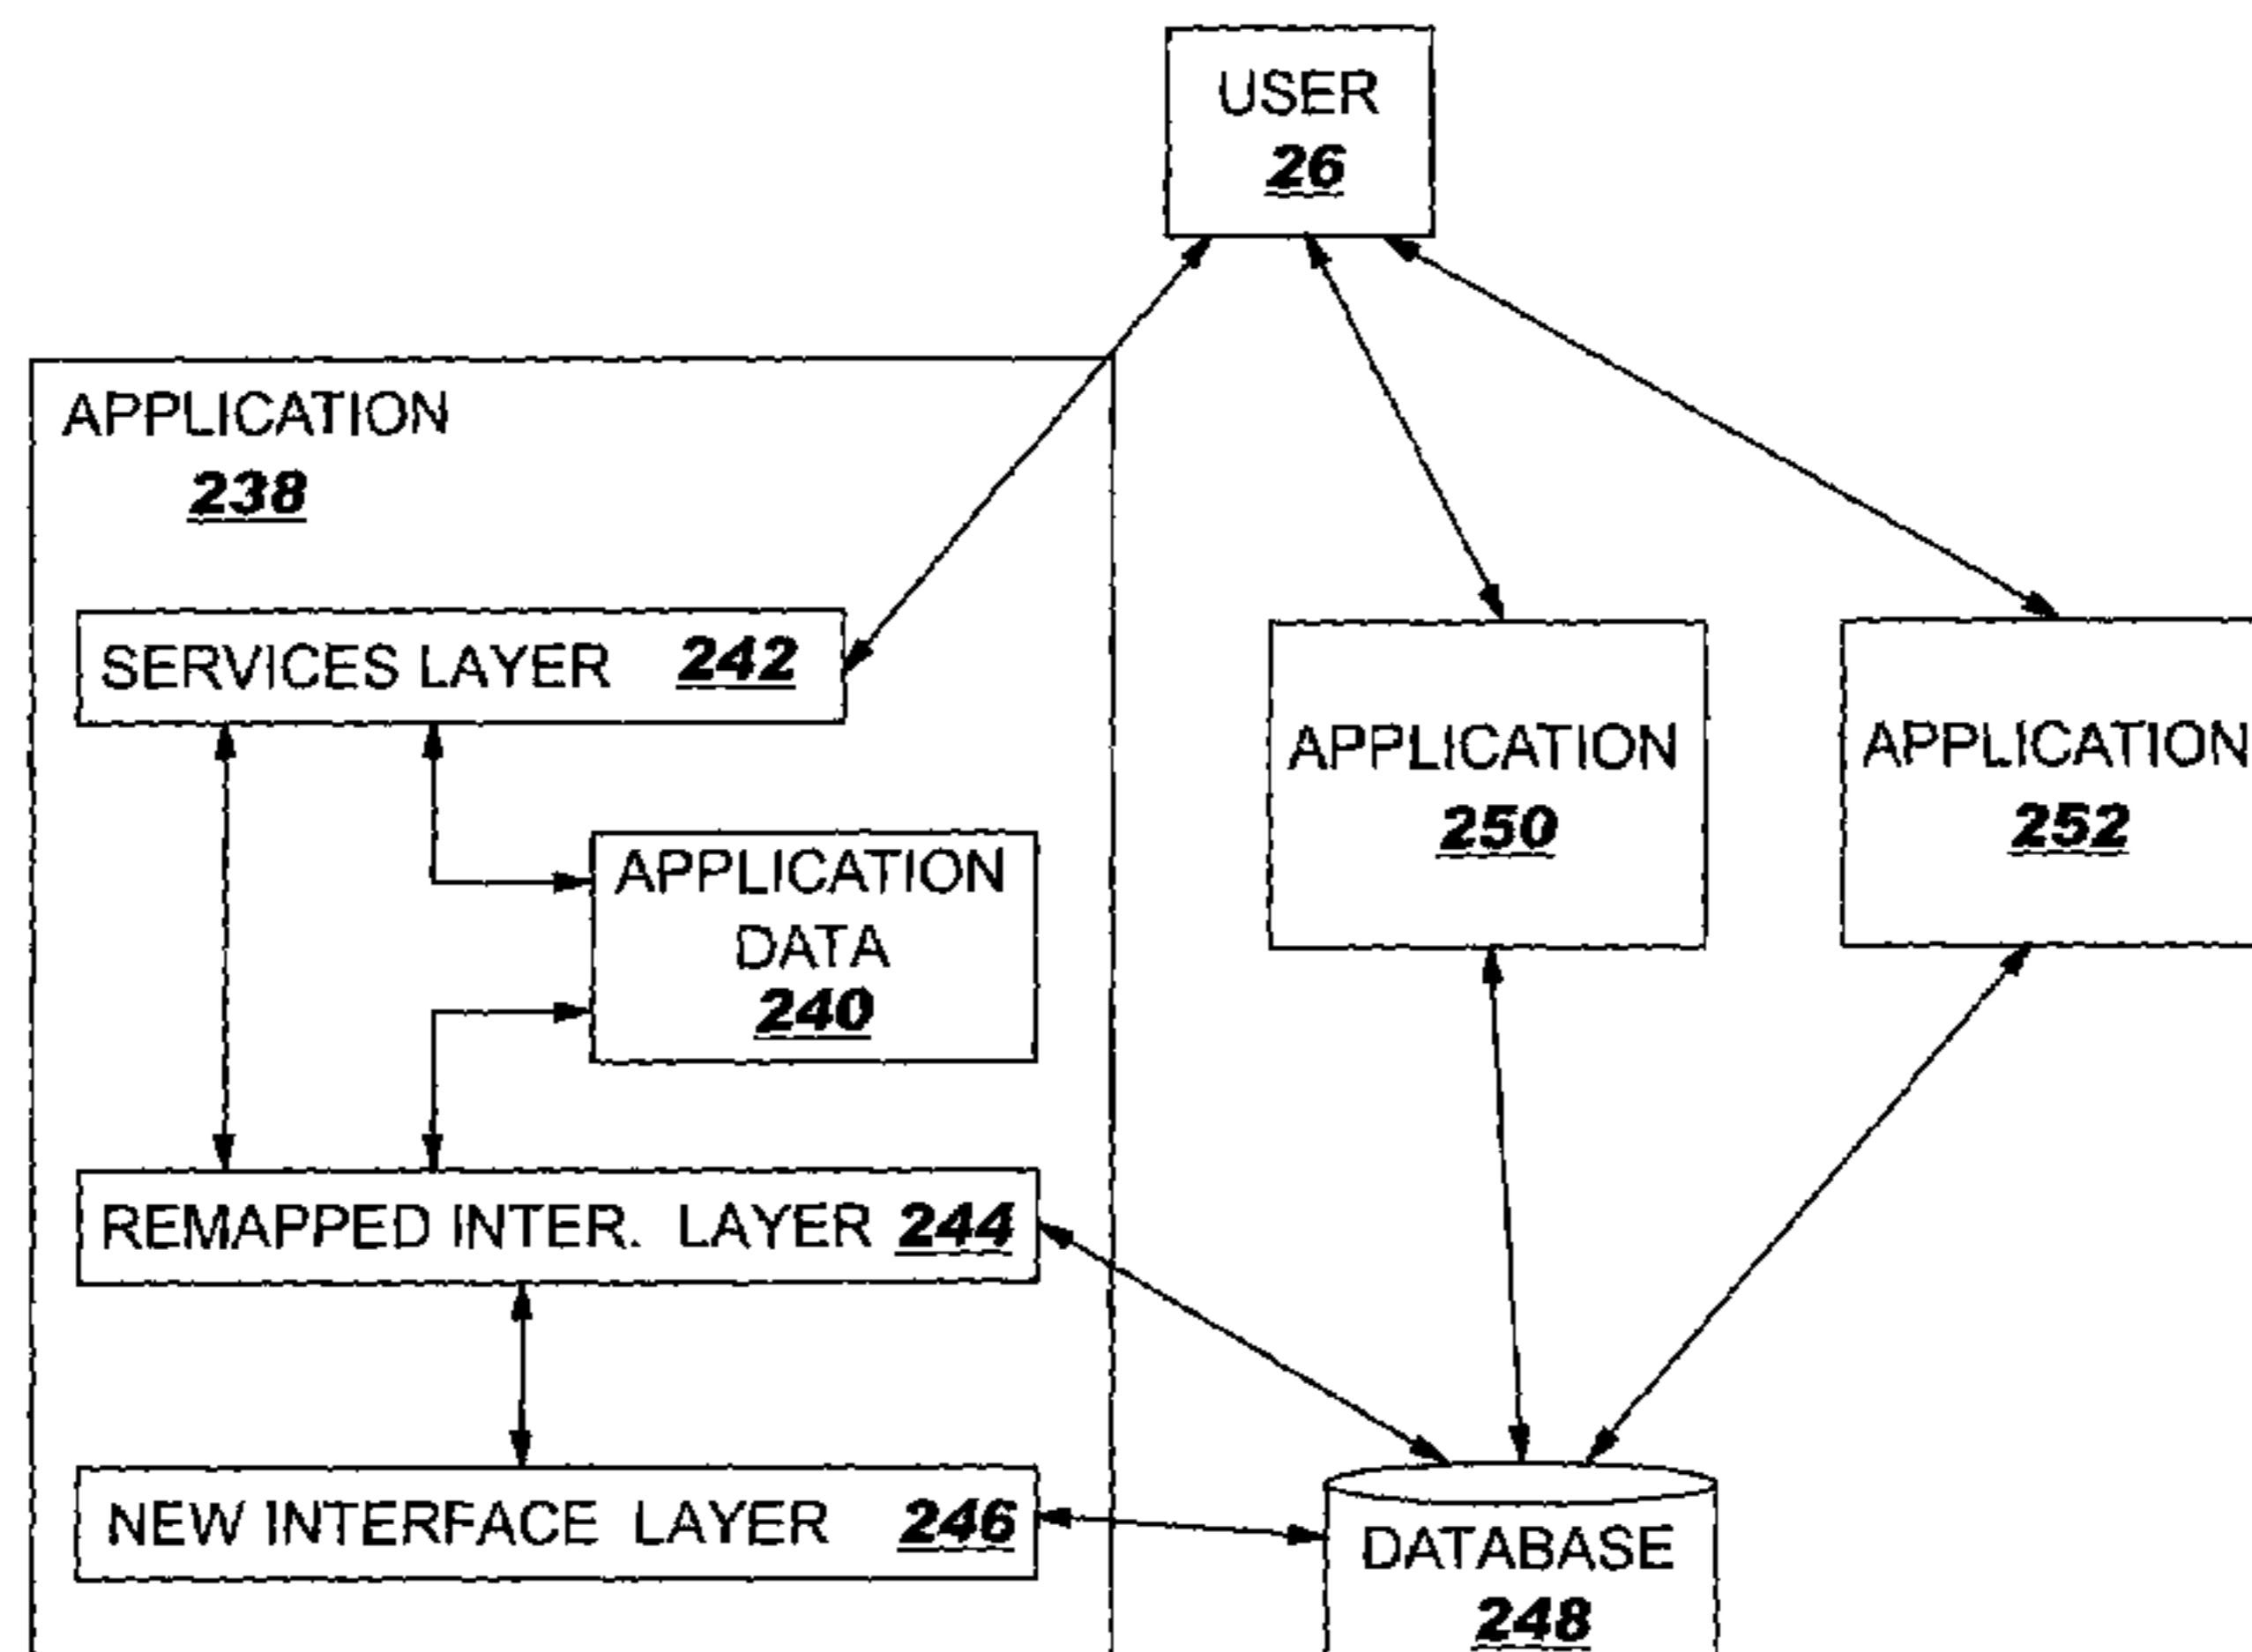 USER
26
APPLICATION
238
SERVICES LAYER 242
APPLICATION
250
APPLICATION
252
APPLICATION
DATA
240
REMAPPED INTER. LAYER 244
NEW INTERFACE LAYER 246
DATABASE
248